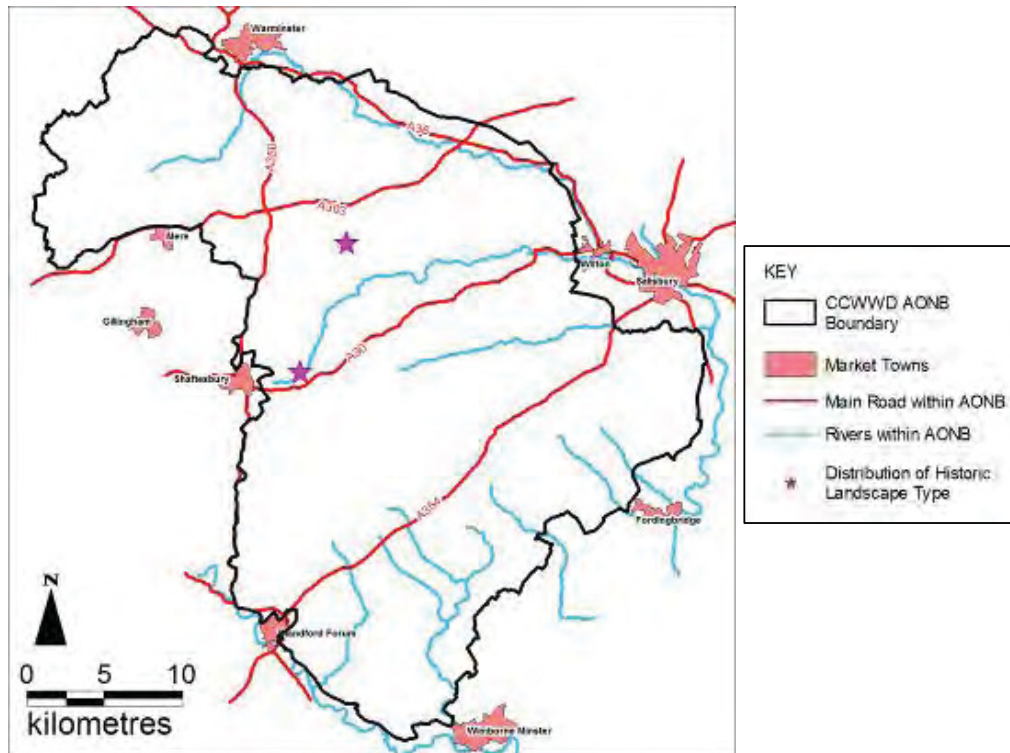 Warminster
A36
A350
A303
Mere
Wilton
Salisbury
Gillingham
A30
Shaftesbury
A354
Fordingbridge
N
Blandford Forum
0 5 10
kilometres
Wimborne Minster
KEY
CCWWD AONB
Boundary
Market Towns
Main Road within AONB
Rivers within AONB
Distribution of Historic
Landscape Type